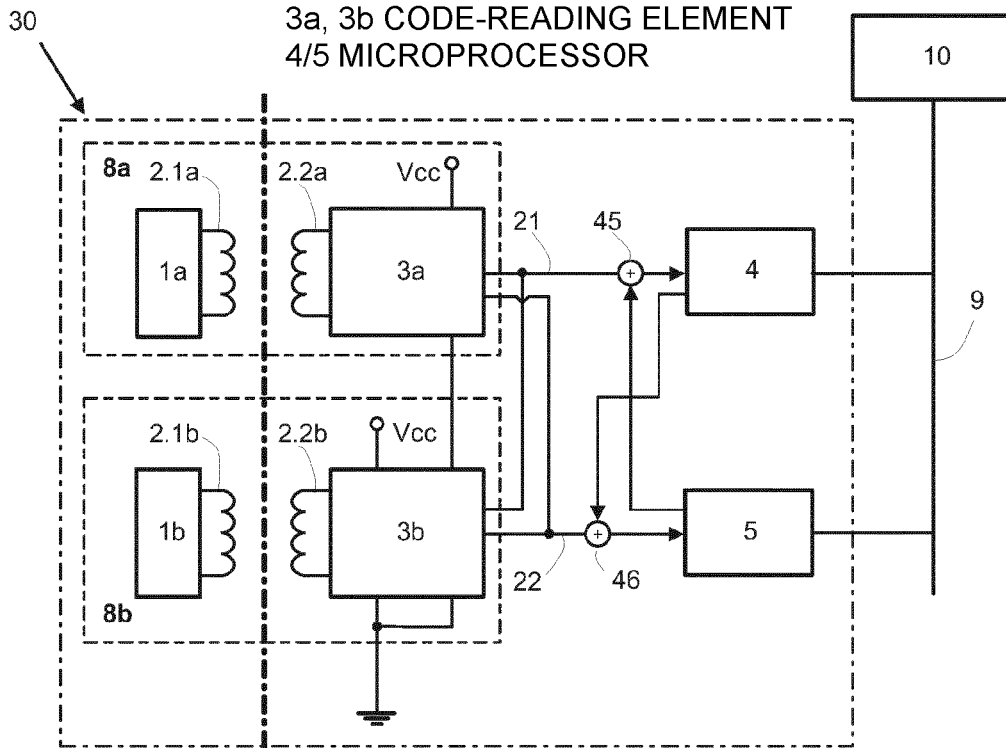 30
3a, 3b CODE-READING ELEMENT
4/5 MICROPROCESSOR
10
8a
2.1a
2.2a
Vcc
1a
3a
21
45
4
9
2.1b
2.2b
Vcc
1b
3b
5
22
46
8b